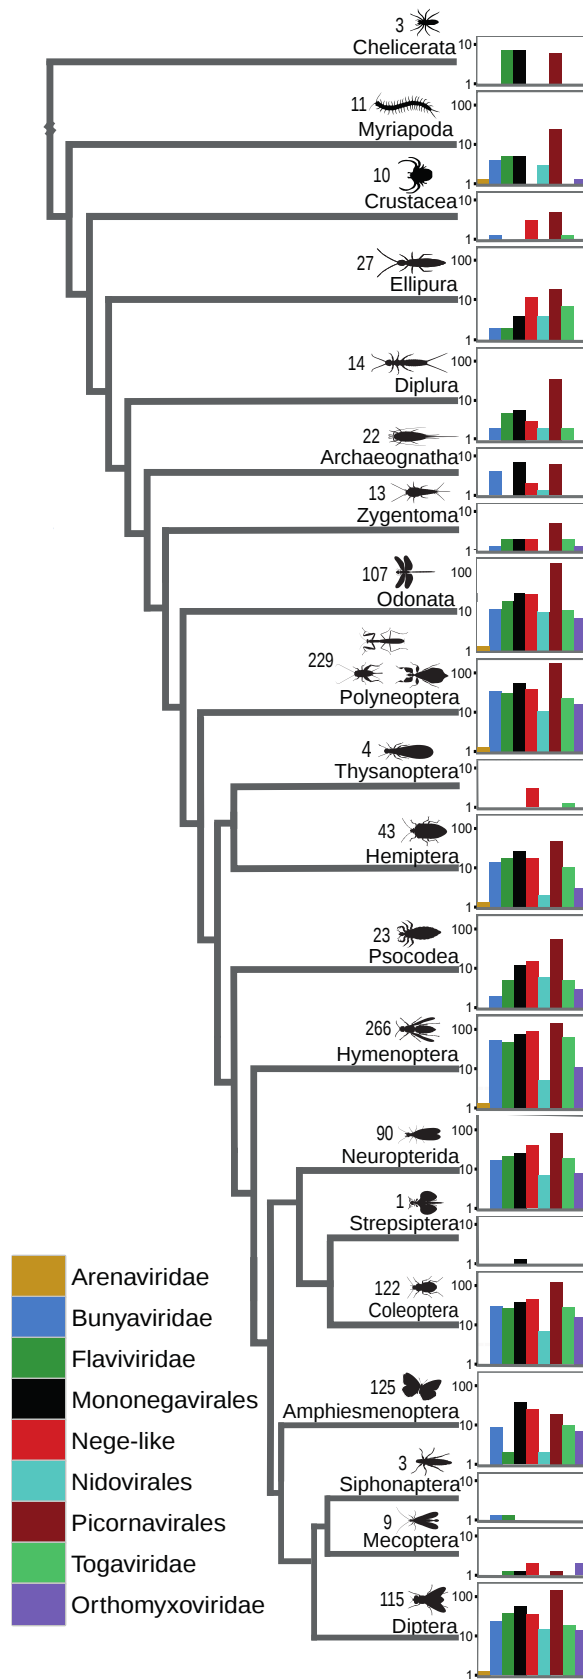 3
Chelicerata
10
1
11
Myriapoda
100
10
1
10
Crustacea
10
1
27
Ellipura
100
10
1
14
Diplura
100
10
1
22
Archaeognatha
10
1
13
Zygentoma
10
1
107
Odonata
100
10
1
229
Polyneoptera
100
10
1
4
Thysanoptera
10
1
43
Hemiptera
100
10
1
23
Psocodea
100
10
1
266
Hymenoptera
100
10
1
90
Neuropterida
100
10
1
1
Strepsiptera
10
1
122
Coleoptera
100
10
1
125
Amphiesmenoptera
100
10
1
3
Siphonaptera
10
1
9
Mecoptera
10
1
115
Diptera
100
10
1
Arenaviridae
Bunyaviridae
Flaviviridae
Mononegavirales
Nege-like
Nidovirales
Picornavirales
Togaviridae
Orthomyxoviridae